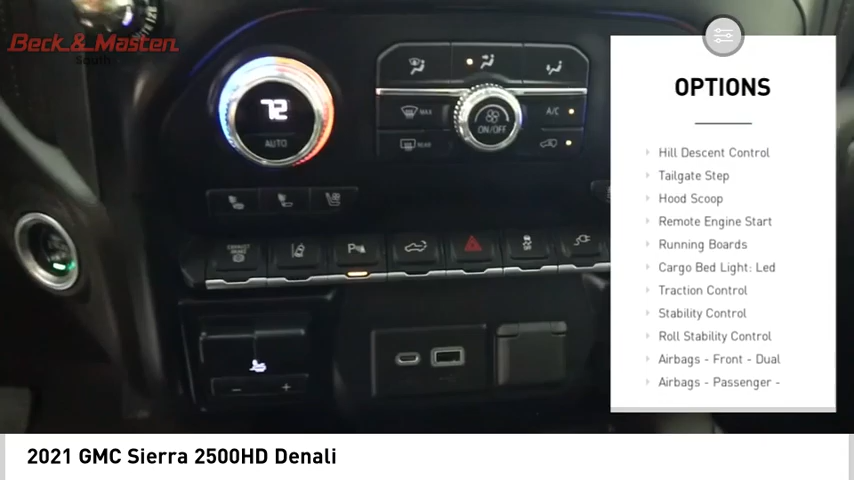 Beck & Masten
South
OPTIONS
Hill Descent Control
Tailgate Step
Hood Scoop
Remote Engine Start
Running Boards
Cargo Bed Light: Led
Traction Control
Stability Control
Roll Stability Control
Airbags - Front - Dual
Airbags - Passenger -
72
AUTO
MAX
A/C
ON/OFF
REAR
EXHAUST
BRAKE
- +
2021 GMC Sierra 2500HD Denali